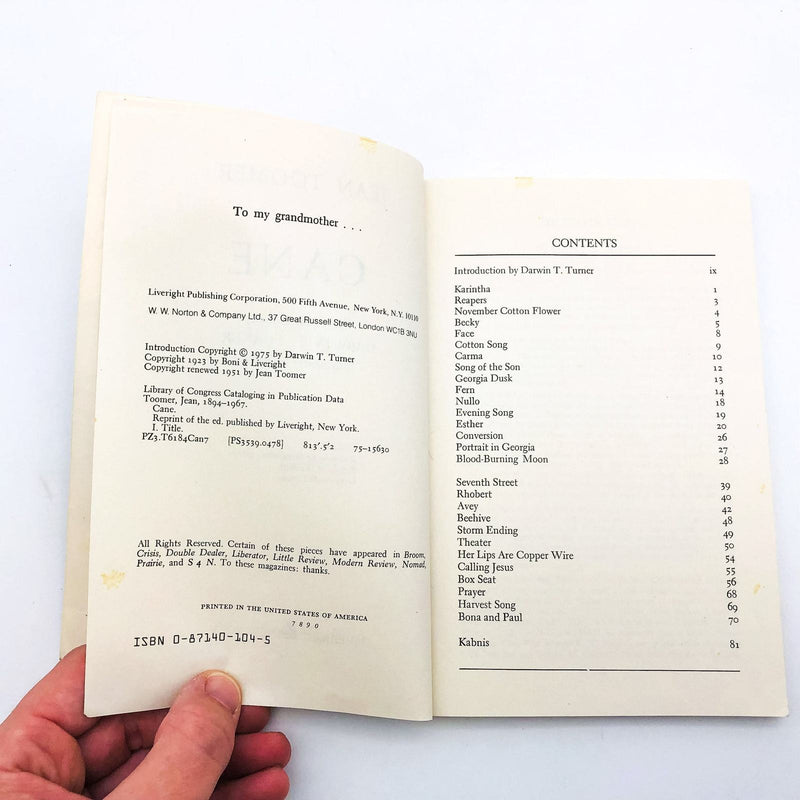 To my grandmother . . .
Liveright Publishing Corporation, 500 Fifth Avenue, New York, N.Y. 10110
W. W. Norton & Company Ltd., 37 Great Russell Street, London WC1B 3NU
Introduction Copyright © 1975 by Darwin T. Turner
Copyright 1923 by Boni & Liveright
Copyright renewed 1951 by Jean Toomer
Library of Congress Cataloging in Publication Data
Toomer, Jean, 1894–1967.
Cane.
Reprint of the ed. published by Liveright, New York.
I. Title.
PZ3.T6184Can7 [PS3539.0478] 813'.5'2 75–15630
All Rights Reserved. Certain of these pieces have appeared in Broom,
Crisis, Double Dealer, Liberator, Little Review, Modern Review, Nomad,
Prairie, and S 4 N. To these magazines: thanks.
PRINTED IN THE UNITED STATES OF AMERICA
7 8 9 0
ISBN 0-87140-104-5
CONTENTS
Introduction by Darwin T. Turner ix
Karintha 1
Reapers 3
November Cotton Flower 4
Becky 5
Face 8
Cotton Song 9
Carma 10
Song of the Son 12
Georgia Dusk 13
Fern 14
Nullo 18
Evening Song 19
Esther 20
Conversion 26
Portrait in Georgia 27
Blood-Burning Moon 28
Seventh Street 39
Rhobert 40
Avey 42
Beehive 48
Storm Ending 49
Theater 50
Her Lips Are Copper Wire 54
Calling Jesus 55
Box Seat 56
Prayer 68
Harvest Song 69
Bona and Paul 70
Kabnis 81